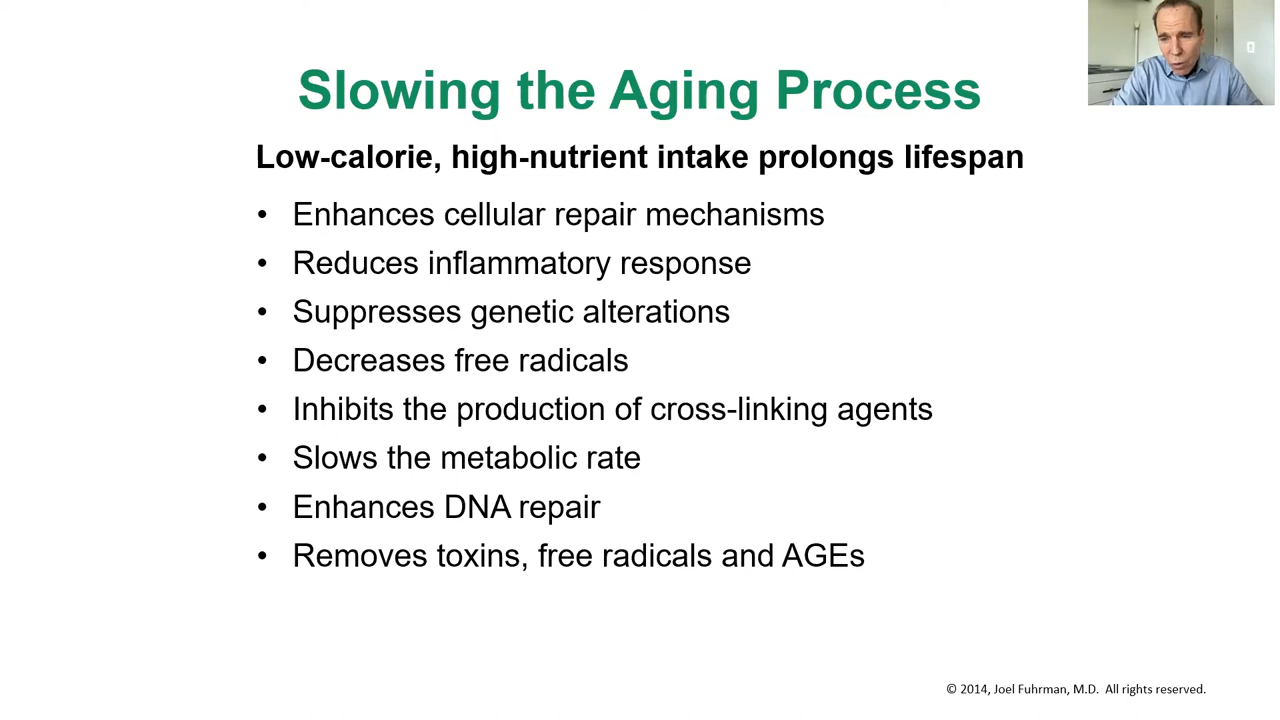 Slowing the Aging Process
Low-calorie, high-nutrient intake prolongs lifespan
• Enhances cellular repair mechanisms
• Reduces inflammatory response
• Suppresses genetic alterations
• Decreases free radicals
• Inhibits the production of cross-linking agents
• Slows the metabolic rate
• Enhances DNA repair
• Removes toxins, free radicals and AGEs
© 2014, Joel Fuhrman, M.D. All rights reserved.